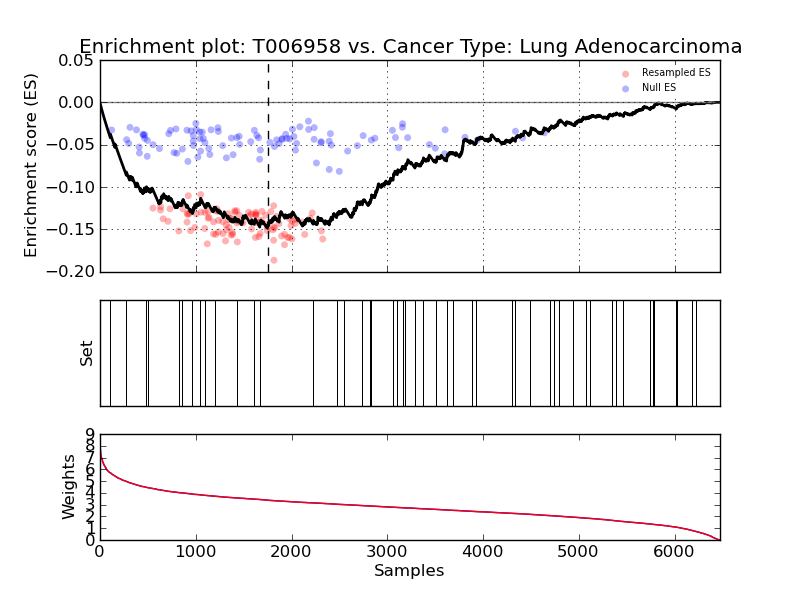 Enrichment plot: T006958 vs. Cancer Type: Lung Adenocarcinoma
0.05
0.00
−0.05
−0.10
−0.15
−0.20
Enrichment score (ES)
Resampled ES
Null ES
Set
9
8
7
6
5
4
3
2
1
0
Weights
0 1000 2000 3000 4000 5000 6000
Samples